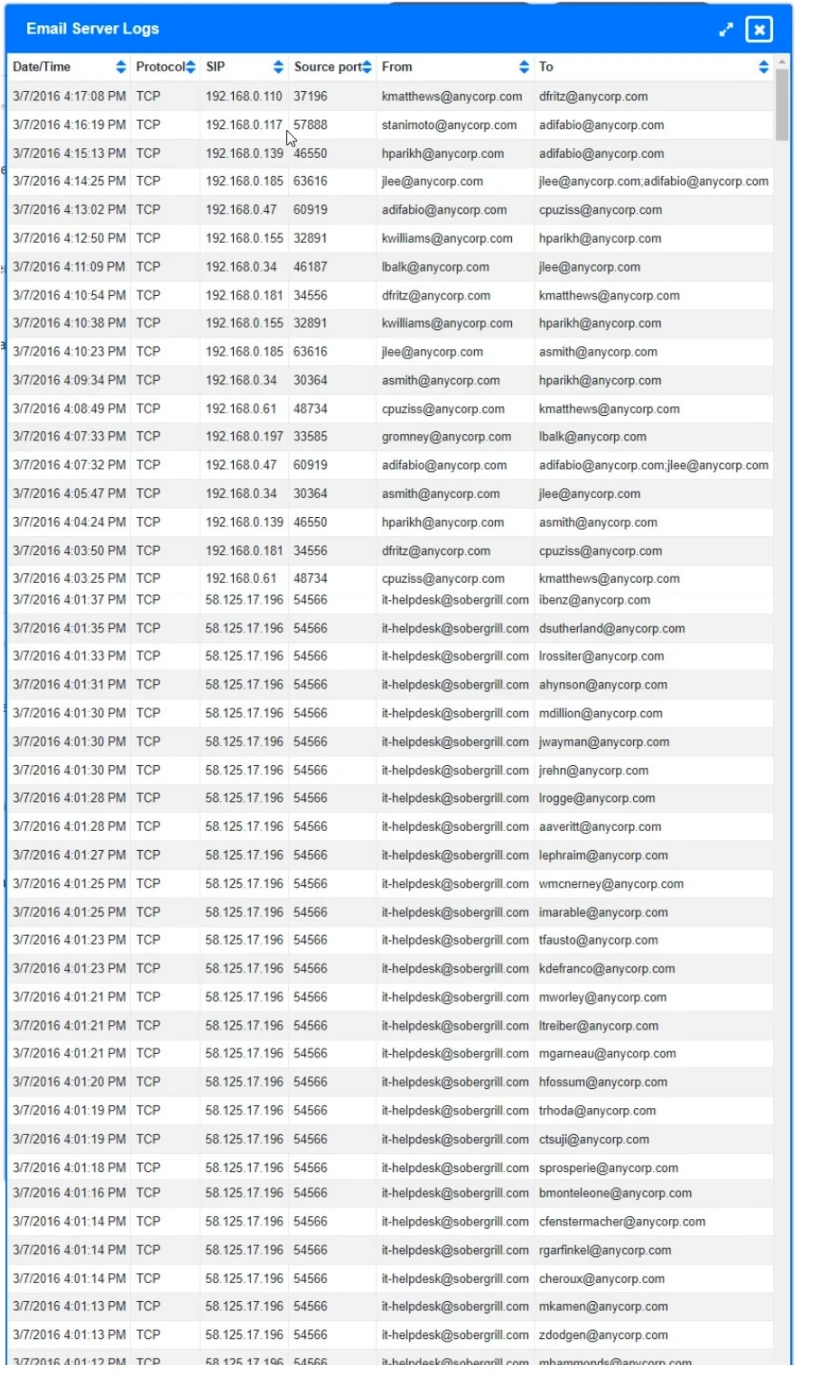 Email Server Logs
Date/Time Protocol SIP Source port From To
3/7/2016 4:17:08 PM TCP 192.168.0.110 37196 kmatthews@anycorp.com dfritz@anycorp.com
3/7/2016 4:16:19 PM TCP 192.168.0.117 57888 stanimoto@anycorp.com adifabio@anycorp.com
3/7/2016 4:15:13 PM TCP 192.168.0.139 46550 hparikh@anycorp.com adifabio@anycorp.com
3/7/2016 4:14:25 PM TCP 192.168.0.185 63616 jlee@anycorp.com jlee@anycorp.com;adifabio@anycorp.com
3/7/2016 4:13:02 PM TCP 192.168.0.47 60919 adifabio@anycorp.com cpuziss@anycorp.com
3/7/2016 4:12:50 PM TCP 192.168.0.155 32891 kwilliams@anycorp.com hparikh@anycorp.com
3/7/2016 4:11:09 PM TCP 192.168.0.34 46187 lbalk@anycorp.com jlee@anycorp.com
3/7/2016 4:10:54 PM TCP 192.168.0.181 34556 dfritz@anycorp.com kmatthews@anycorp.com
3/7/2016 4:10:38 PM TCP 192.168.0.155 32891 kwilliams@anycorp.com hparikh@anycorp.com
3/7/2016 4:10:23 PM TCP 192.168.0.185 63616 jlee@anycorp.com asmith@anycorp.com
3/7/2016 4:09:34 PM TCP 192.168.0.34 30364 asmith@anycorp.com hparikh@anycorp.com
3/7/2016 4:08:49 PM TCP 192.168.0.61 48734 cpuziss@anycorp.com kmatthews@anycorp.com
3/7/2016 4:07:33 PM TCP 192.168.0.197 33585 gromney@anycorp.com lbalk@anycorp.com
3/7/2016 4:07:32 PM TCP 192.168.0.47 60919 adifabio@anycorp.com adifabio@anycorp.com;jlee@anycorp.com
3/7/2016 4:05:47 PM TCP 192.168.0.34 30364 asmith@anycorp.com jlee@anycorp.com
3/7/2016 4:04:24 PM TCP 192.168.0.139 46550 hparikh@anycorp.com asmith@anycorp.com
3/7/2016 4:03:50 PM TCP 192.168.0.181 34556 dfritz@anycorp.com cpuziss@anycorp.com
3/7/2016 4:03:25 PM TCP 192.168.0.61 48734 cpuziss@anycorp.com kmatthews@anycorp.com
3/7/2016 4:01:37 PM TCP 58.125.17.196 54566 it-helpdesk@sobergrill.com ibenz@anycorp.com
3/7/2016 4:01:35 PM TCP 58.125.17.196 54566 it-helpdesk@sobergrill.com dsutherland@anycorp.com
3/7/2016 4:01:33 PM TCP 58.125.17.196 54566 it-helpdesk@sobergrill.com lrossiter@anycorp.com
3/7/2016 4:01:31 PM TCP 58.125.17.196 54566 it-helpdesk@sobergrill.com ahynson@anycorp.com
3/7/2016 4:01:30 PM TCP 58.125.17.196 54566 it-helpdesk@sobergrill.com mdillion@anycorp.com
3/7/2016 4:01:30 PM TCP 58.125.17.196 54566 it-helpdesk@sobergrill.com jwayman@anycorp.com
3/7/2016 4:01:30 PM TCP 58.125.17.196 54566 it-helpdesk@sobergrill.com jrehn@anycorp.com
3/7/2016 4:01:28 PM TCP 58.125.17.196 54566 it-helpdesk@sobergrill.com lrogge@anycorp.com
3/7/2016 4:01:28 PM TCP 58.125.17.196 54566 it-helpdesk@sobergrill.com aaveritt@anycorp.com
3/7/2016 4:01:27 PM TCP 58.125.17.196 54566 it-helpdesk@sobergrill.com lephraim@anycorp.com
3/7/2016 4:01:25 PM TCP 58.125.17.196 54566 it-helpdesk@sobergrill.com wmcnerney@anycorp.com
3/7/2016 4:01:25 PM TCP 58.125.17.196 54566 it-helpdesk@sobergrill.com imarable@anycorp.com
3/7/2016 4:01:23 PM TCP 58.125.17.196 54566 it-helpdesk@sobergrill.com tfausto@anycorp.com
3/7/2016 4:01:23 PM TCP 58.125.17.196 54566 it-helpdesk@sobergrill.com kdefranco@anycorp.com
3/7/2016 4:01:21 PM TCP 58.125.17.196 54566 it-helpdesk@sobergrill.com mworley@anycorp.com
3/7/2016 4:01:21 PM TCP 58.125.17.196 54566 it-helpdesk@sobergrill.com ltreiber@anycorp.com
3/7/2016 4:01:21 PM TCP 58.125.17.196 54566 it-helpdesk@sobergrill.com mgarneau@anycorp.com
3/7/2016 4:01:20 PM TCP 58.125.17.196 54566 it-helpdesk@sobergrill.com hfossum@anycorp.com
3/7/2016 4:01:19 PM TCP 58.125.17.196 54566 it-helpdesk@sobergrill.com trhoda@anycorp.com
3/7/2016 4:01:19 PM TCP 58.125.17.196 54566 it-helpdesk@sobergrill.com ctsuji@anycorp.com
3/7/2016 4:01:18 PM TCP 58.125.17.196 54566 it-helpdesk@sobergrill.com sprosperie@anycorp.com
3/7/2016 4:01:16 PM TCP 58.125.17.196 54566 it-helpdesk@sobergrill.com bmonteleone@anycorp.com
3/7/2016 4:01:14 PM TCP 58.125.17.196 54566 it-helpdesk@sobergrill.com cfenstermacher@anycorp.com
3/7/2016 4:01:14 PM TCP 58.125.17.196 54566 it-helpdesk@sobergrill.com rgarfinkel@anycorp.com
3/7/2016 4:01:14 PM TCP 58.125.17.196 54566 it-helpdesk@sobergrill.com cheroux@anycorp.com
3/7/2016 4:01:13 PM TCP 58.125.17.196 54566 it-helpdesk@sobergrill.com mkamen@anycorp.com
3/7/2016 4:01:13 PM TCP 58.125.17.196 54566 it-helpdesk@sobergrill.com zdodgen@anycorp.com
3/7/2016 4:01:12 PM TCP 58.125.17.196 54566 it-helpdesk@sobergrill.com mhammonds@anycorp.com